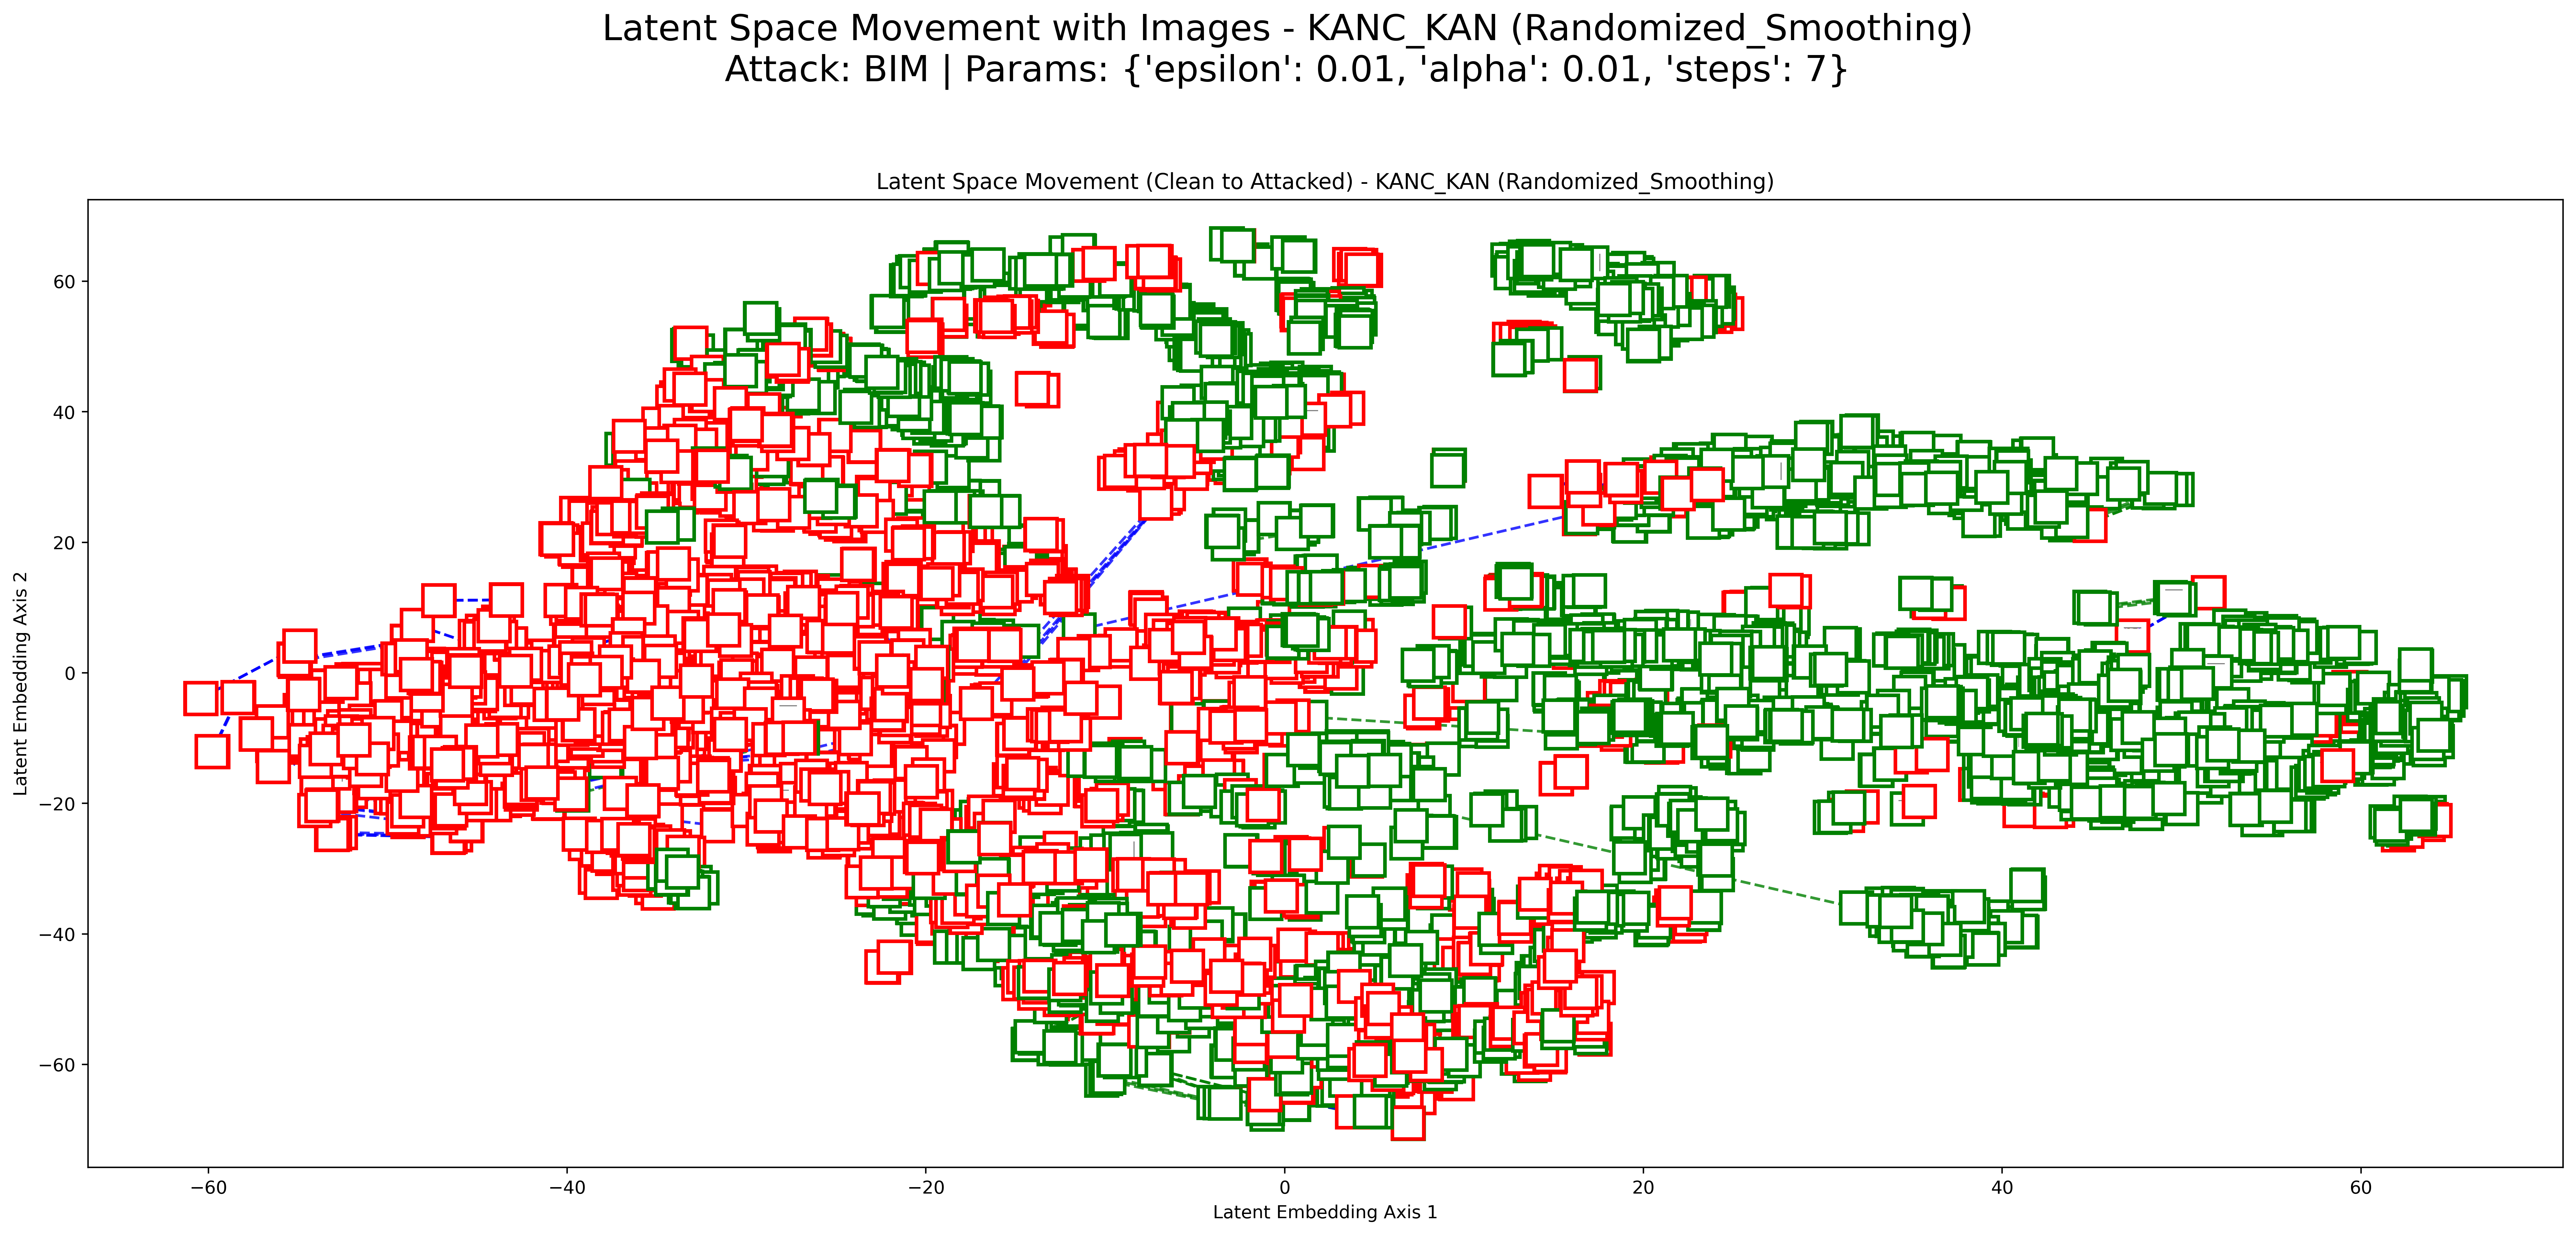 Latent Space Movement with Images - KANC_KAN (Randomized_Smoothing)
Attack: BIM | Params: {'epsilon': 0.01, 'alpha': 0.01, 'steps': 7}
Latent Space Movement (Clean to Attacked) - KANC_KAN (Randomized_Smoothing)
Latent Embedding Axis 2
60
40
20
0
−20
−40
−60
−60
−40
−20
0
20
40
60
Latent Embedding Axis 1